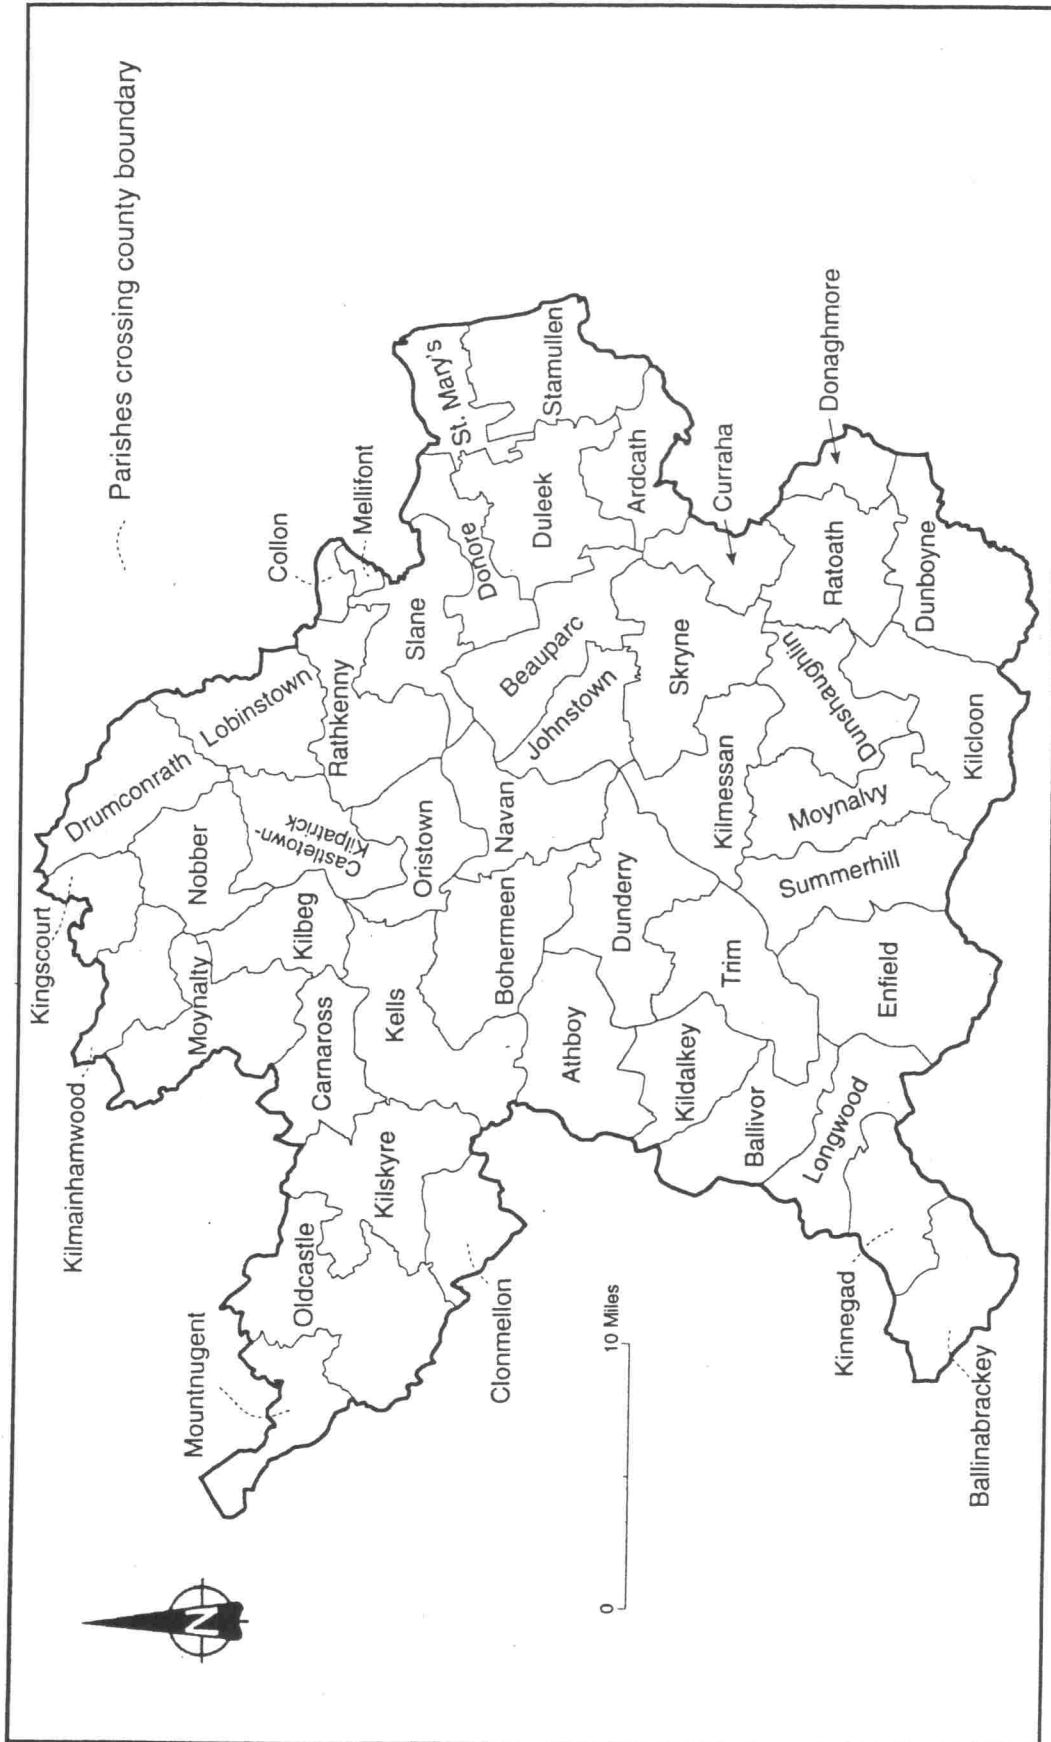 Parishes crossing county boundary
Kingscourt
Kilmainhamwood
Drumconrath
Nobber
Moynalty
Lobinstown
Castletown-
Kilpatrick
Kilbeg
Collon
Mellifont
Mountnugent
Oldcastle
Carnaross
Rathkenny
Kells
Kilskyre
Oristown
Slane
Donore
St. Mary's
Clonmellon
Bohermeen
Navan
Beauparc
Duleek
Stamullen
Johnstown
Athboy
Dunderry
Ardcath
Skryne
Kildalkey
Trim
Kilmessan
Curraha
Ballivor
Dunshaughlin
Moynalvy
Ratoath
Donaghmore
Longwood
Summerhill
Kinnegad
Enfield
Dunboyne
Kilcloon
Ballinabrackey
N
0
10 Miles